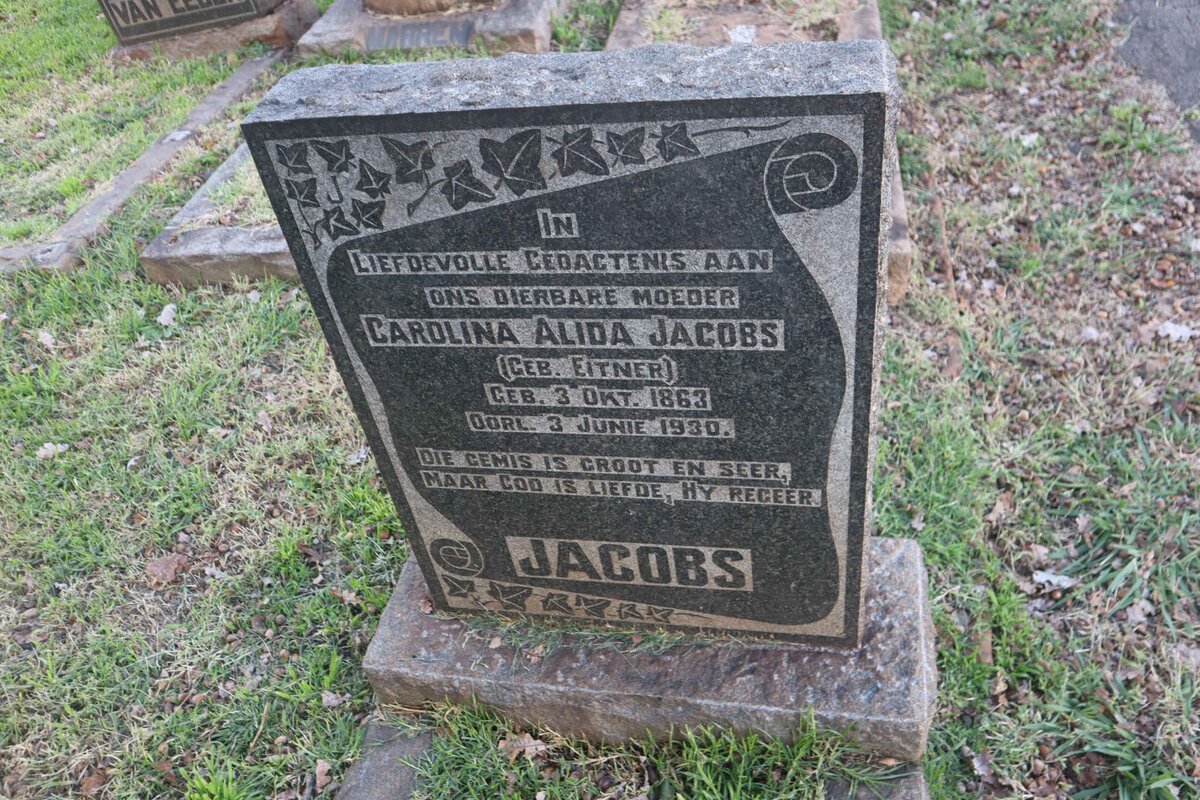 IN
LIEFDEVOLLE GEDAGTENIS AAN
ONS DIERBARE MOEDER
CAROLINA ALIDA JACOBS
(GEB. EITNER)
GEB. 3 OKT. 1863
OORL. 3 JUNIE 1930.
DIE GEMIS IS GROOT EN SEER,
MAAR GOD IS LIEFDE, HY REGEER.
JACOBS